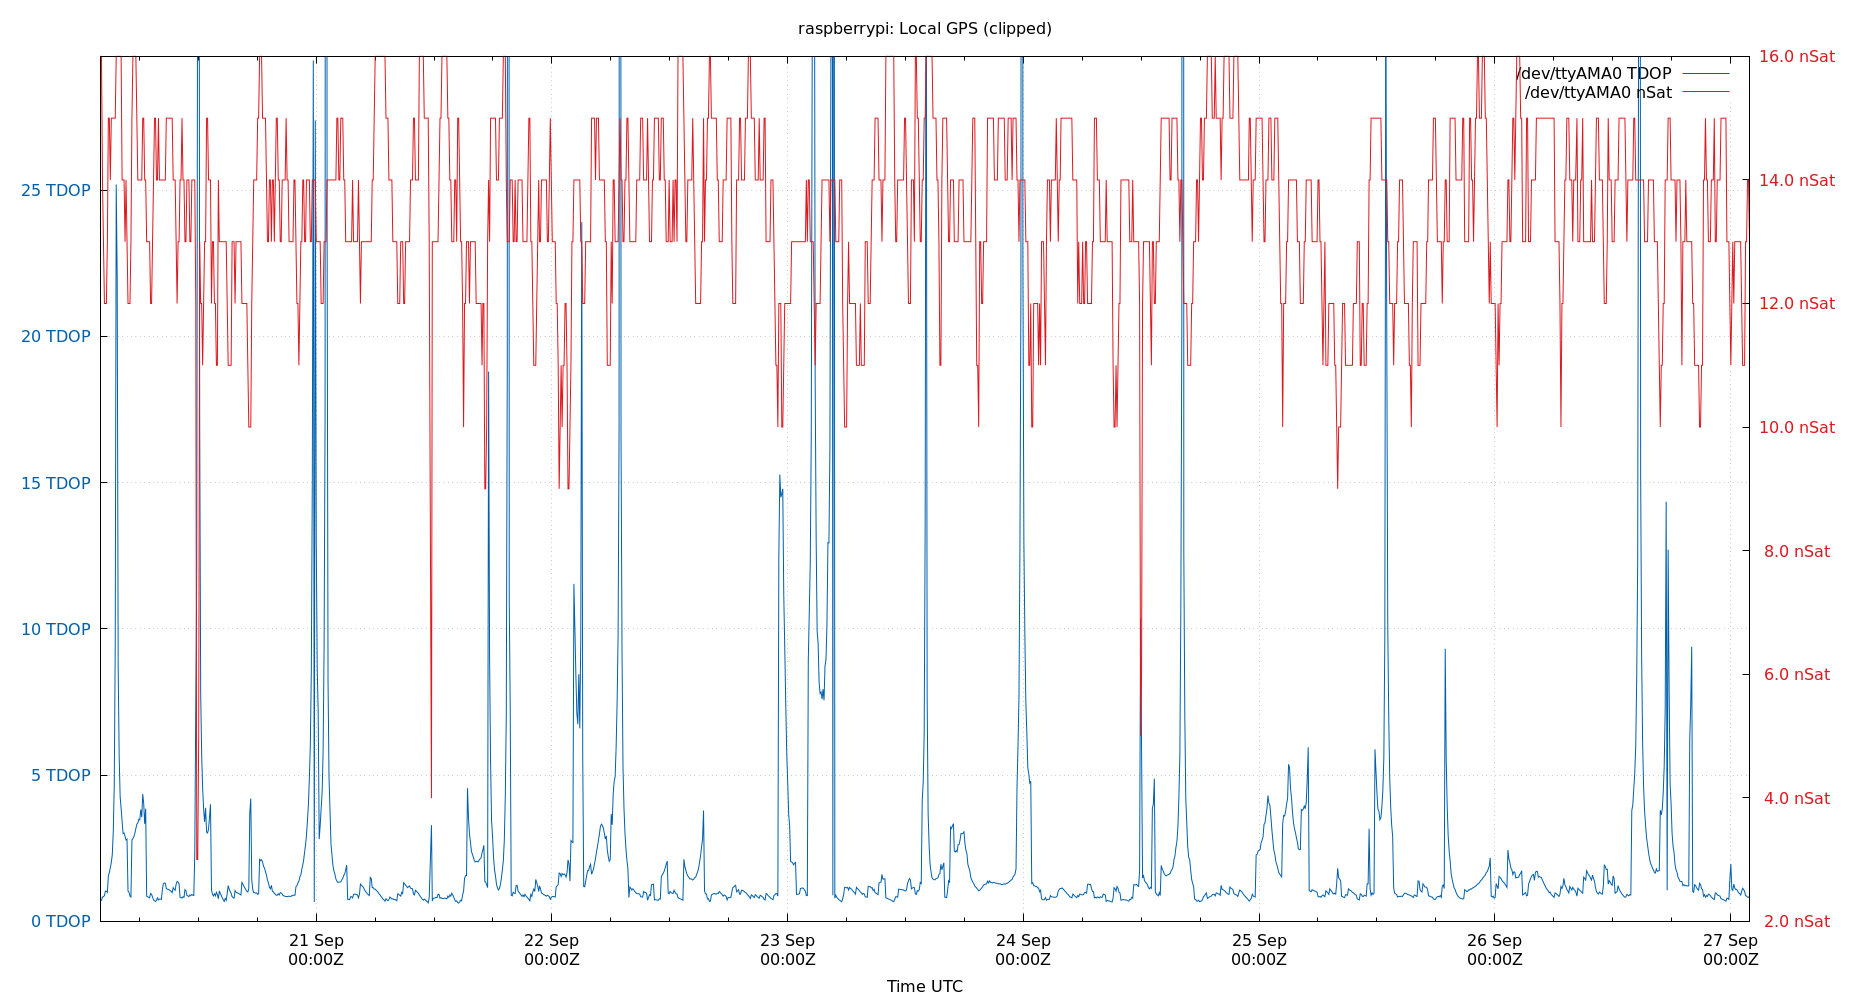 raspberrypi: Local GPS (clipped)
16.0 nSat
/dev/ttyAMA0 TDOP
/dev/ttyAMA0 nSat
25 TDOP
14.0 nSat
12.0 nSat
20 TDOP
10.0 nSat
15 TDOP
8.0 nSat
10 TDOP
6.0 nSat
5 TDOP
4.0 nSat
0 TDOP
2.0 nSat
21 Sep 22 Sep 23 Sep 24 Sep 25 Sep 26 Sep 27 Sep
00:00Z 00:00Z 00:00Z 00:00Z 00:00Z 00:00Z 00:00Z
Time UTC